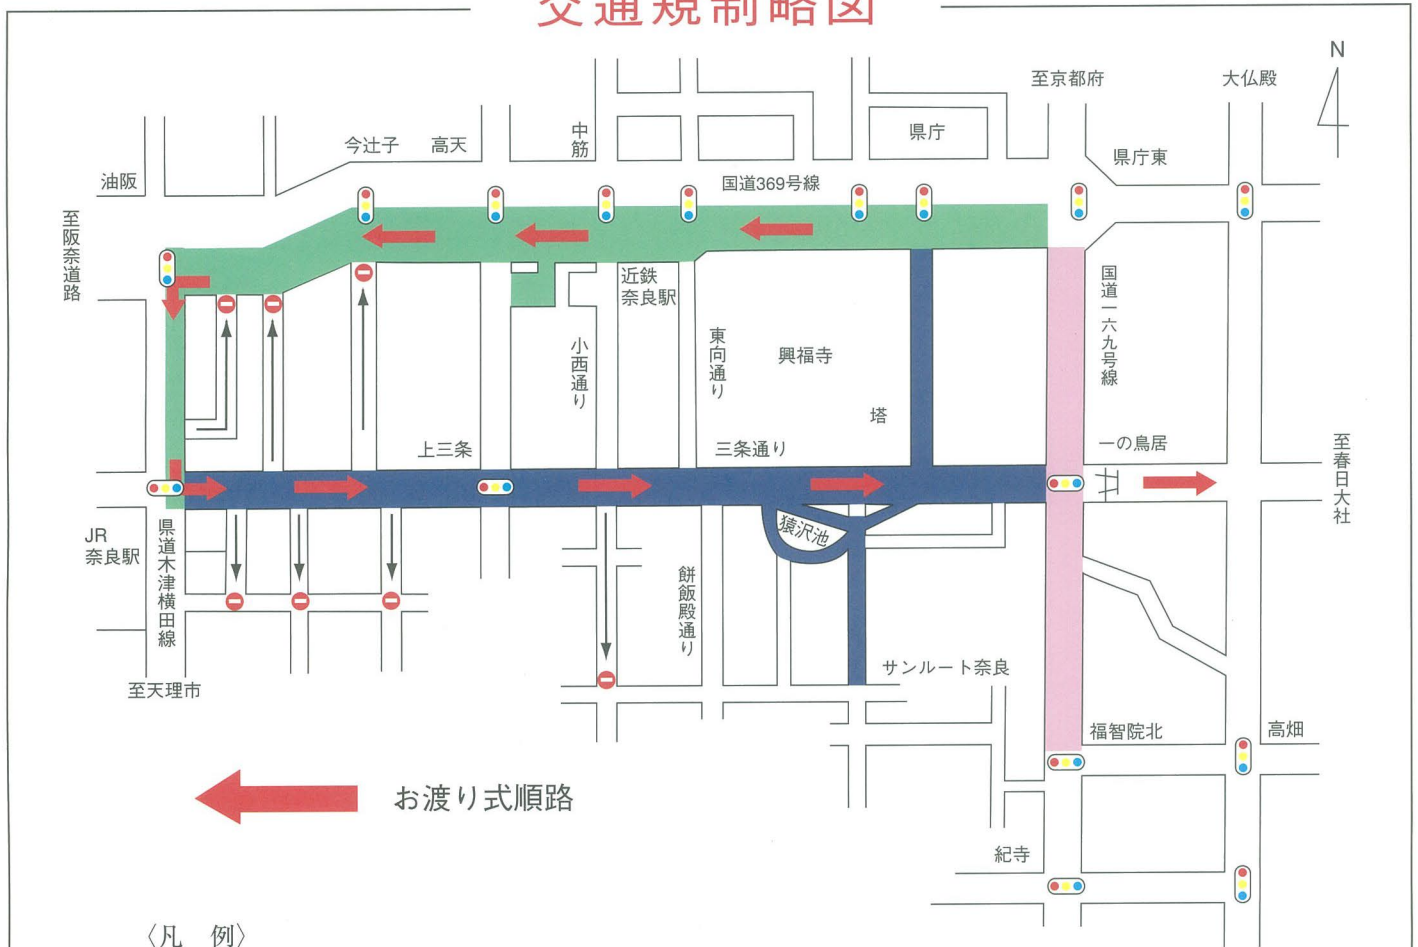 交通規制略図
N
至京都府
大仏殿
中筋
県庁
今辻子
高天
県庁東
油阪
国道369号線
至阪奈道路
近鉄
奈良駅
国道一六九号線
小西通り
東向通り
興福寺
塔
上三条
三条通り
一の鳥居
至春日大社
JR
奈良駅
県道木津横田線
猿沢池
餅飯殿通り
サンルート奈良
至天理市
福智院北
高畑
お渡り式順路
紀寺
〈凡　例〉